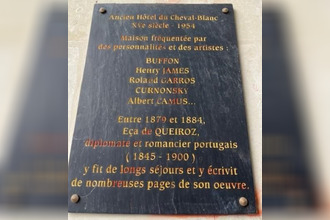 Ancien Hôtel du Cheval-Blanc
XVe siècle - 1954
Maison fréquentée par
des personnalités et des artistes :
BUFFON
Henry JAMES
Roland GARROS
CURNONSKY
Albert CAMUS...
Entre 1879 et 1884,
Eça de QUEIROZ,
diplomate et romancier portugais
( 1845 - 1900 )
y fit de longs séjours et y écrivit
de nombreuses pages de son oeuvre.